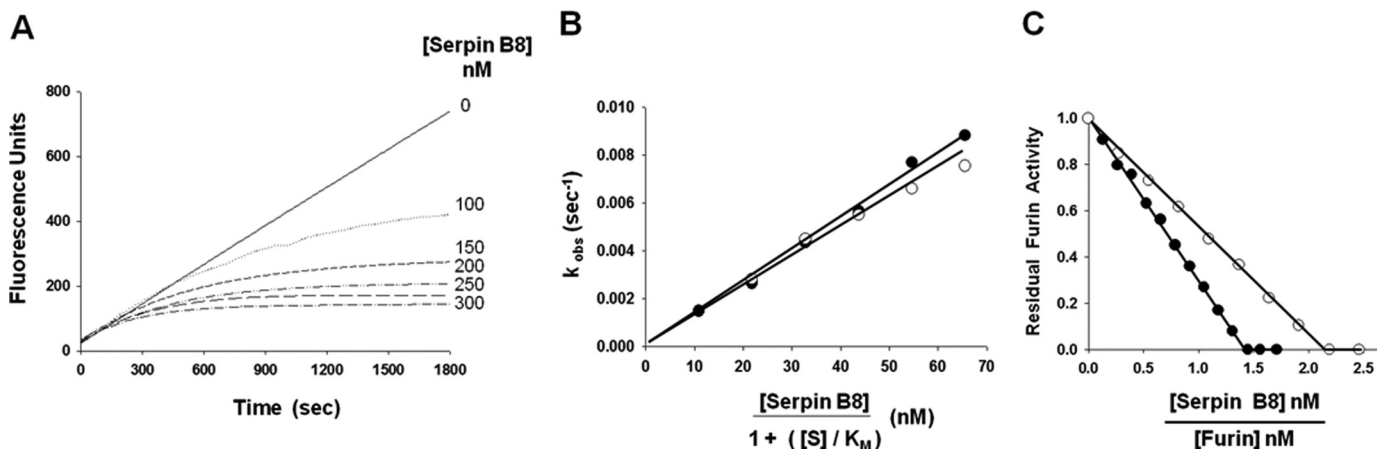 A
[Serpin B8]
nM
800
600
400
200
0
Fluorescence Units
0
100
150
200
250
300
0 300 600 900 1200 1500 1800
Time (sec)
B
0.010
0.008
0.006
0.004
0.002
0.000
k obs (sec-1)
0 10 20 30 40 50 60 70
[Serpin B8]
1 + ( [S] / KM) (nM)
C
1.0
0.8
0.6
0.4
0.2
0.0
Residual Furin Activity
0.0 0.5 1.0 1.5 2.0 2.5
[Serpin B8] nM
[Furin] nM